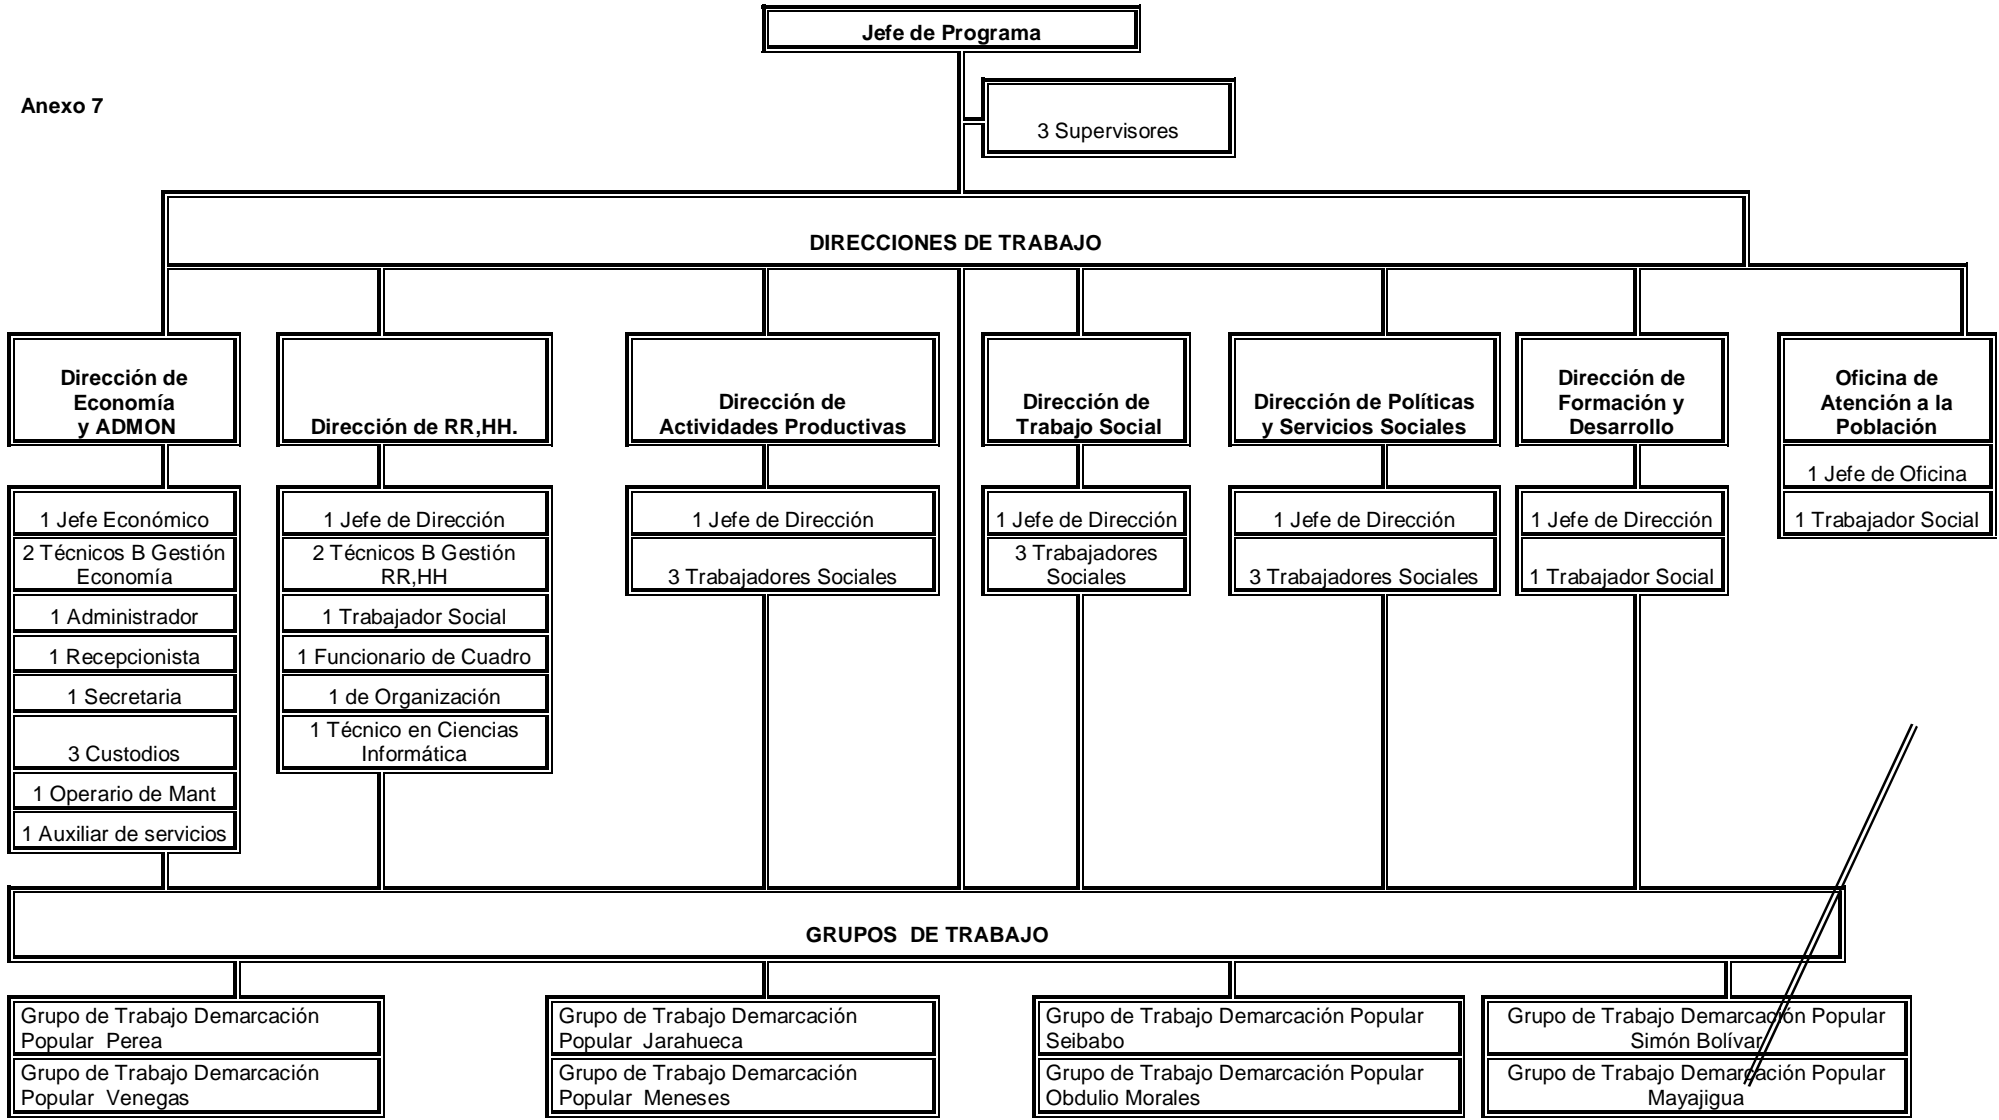 Jefe de Programa
Anexo 7
3 Supervisores
DIRECCIONES DE TRABAJO
Dirección de
Economía
y ADMON
1 Jefe Económico
2 Técnicos B Gestión
Economía
1 Administrador
1 Recepcionista
1 Secretaria
3 Custodios
1 Operario de Mant
1 Auxiliar de servicios
Dirección de RR,HH.
1 Jefe de Dirección
2 Técnicos B Gestión
RR,HH
1 Trabajador Social
1 Funcionario de Cuadro
1 de Organización
1 Técnico en Ciencias
Informática
Dirección de
Actividades Productivas
1 Jefe de Dirección
3 Trabajadores Sociales
Dirección de
Trabajo Social
1 Jefe de Dirección
3 Trabajadores
Sociales
Dirección de Políticas
y Servicios Sociales
1 Jefe de Dirección
3 Trabajadores Sociales
Dirección de
Formación y
Desarrollo
1 Jefe de Dirección
1 Trabajador Social
Oficina de
Atención a la
Población
1 Jefe de Oficina
1 Trabajador Social
GRUPOS  DE TRABAJO
Grupo de Trabajo Demarcación
Popular  Perea
Grupo de Trabajo Demarcación
Popular  Venegas
Grupo de Trabajo Demarcación
Popular  Jarahueca
Grupo de Trabajo Demarcación
Popular  Meneses
Grupo de Trabajo Demarcación Popular
Seibabo
Grupo de Trabajo Demarcación Popular
Obdulio Morales
Grupo de Trabajo Demarcación Popular
Simón Bolívar
Grupo de Trabajo Demarcación Popular
Mayajigua